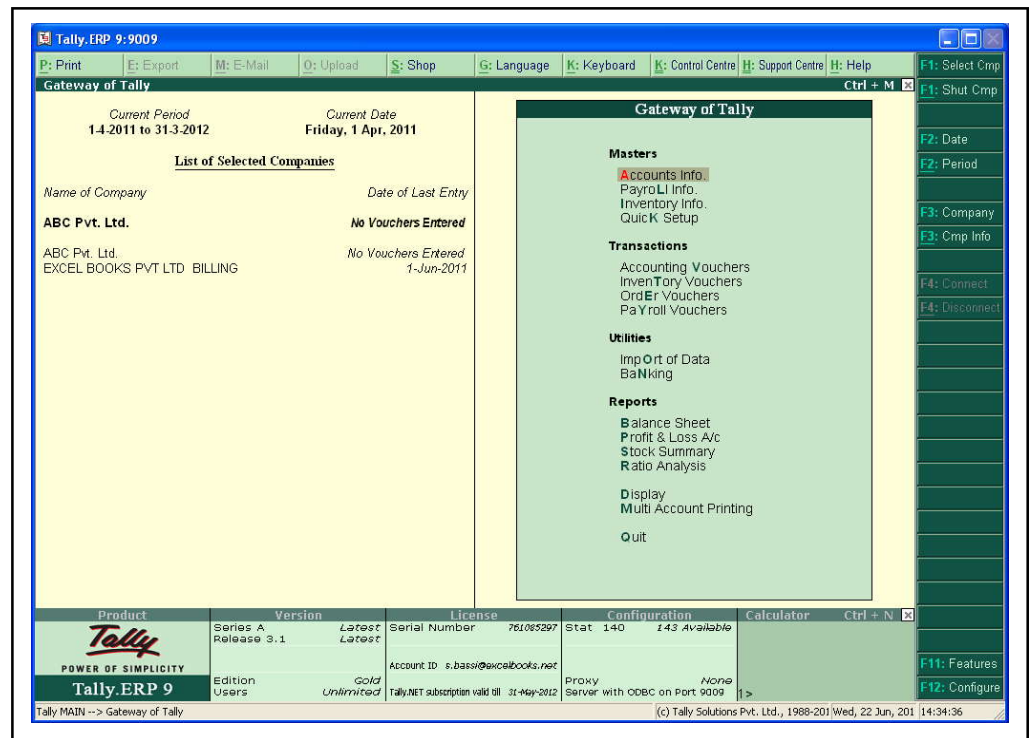 Tally.ERP 9:9009
P: Print E: Export M: E-Mail O: Upload S: Shop G: Language K: Keyboard K: Control Centre H: Support Centre H: Help
Gateway of Tally Ctrl + M
Current Period Current Date
1-4-2011 to 31-3-2012 Friday, 1 Apr, 2011
List of Selected Companies
Name of Company Date of Last Entry
ABC Pvt. Ltd. No Vouchers Entered
ABC Pvt. Ltd. No Vouchers Entered
EXCEL BOOKS PVT LTD BILLING 1-Jun-2011
Gateway of Tally
Masters
Accounts Info.
PayroLl Info.
Inventory Info.
QuicK Setup
Transactions
Accounting Vouchers
InvenTory Vouchers
OrdEr Vouchers
PaYroll Vouchers
Utilities
ImpOrt of Data
BaNking
Reports
Balance Sheet
Profit & Loss A/c
Stock Summary
Ratio Analysis
Display
Multi Account Printing
Quit
F1: Select Cmp
F1: Shut Cmp
F2: Date
F2: Period
F3: Company
F3: Cmp Info
F4: Connect
F4: Disconnect
F11: Features
F12: Configure
Product Version License Configuration Calculator Ctrl + N
Tally
POWER OF SIMPLICITY
Tally.ERP 9
Series A Latest
Release 3.1 Latest
Edition Gold
Users Unlimited
Serial Number 761085297
Account ID s.bassi@excelbooks.net
Tally.NET subscription valid till 31-May-2012
Stat 140 143 Available
Proxy None
Server with ODBC on Port 9009
1>
Tally MAIN --> Gateway of Tally (c) Tally Solutions Pvt. Ltd., 1988-201 Wed, 22 Jun, 201 14:34:36